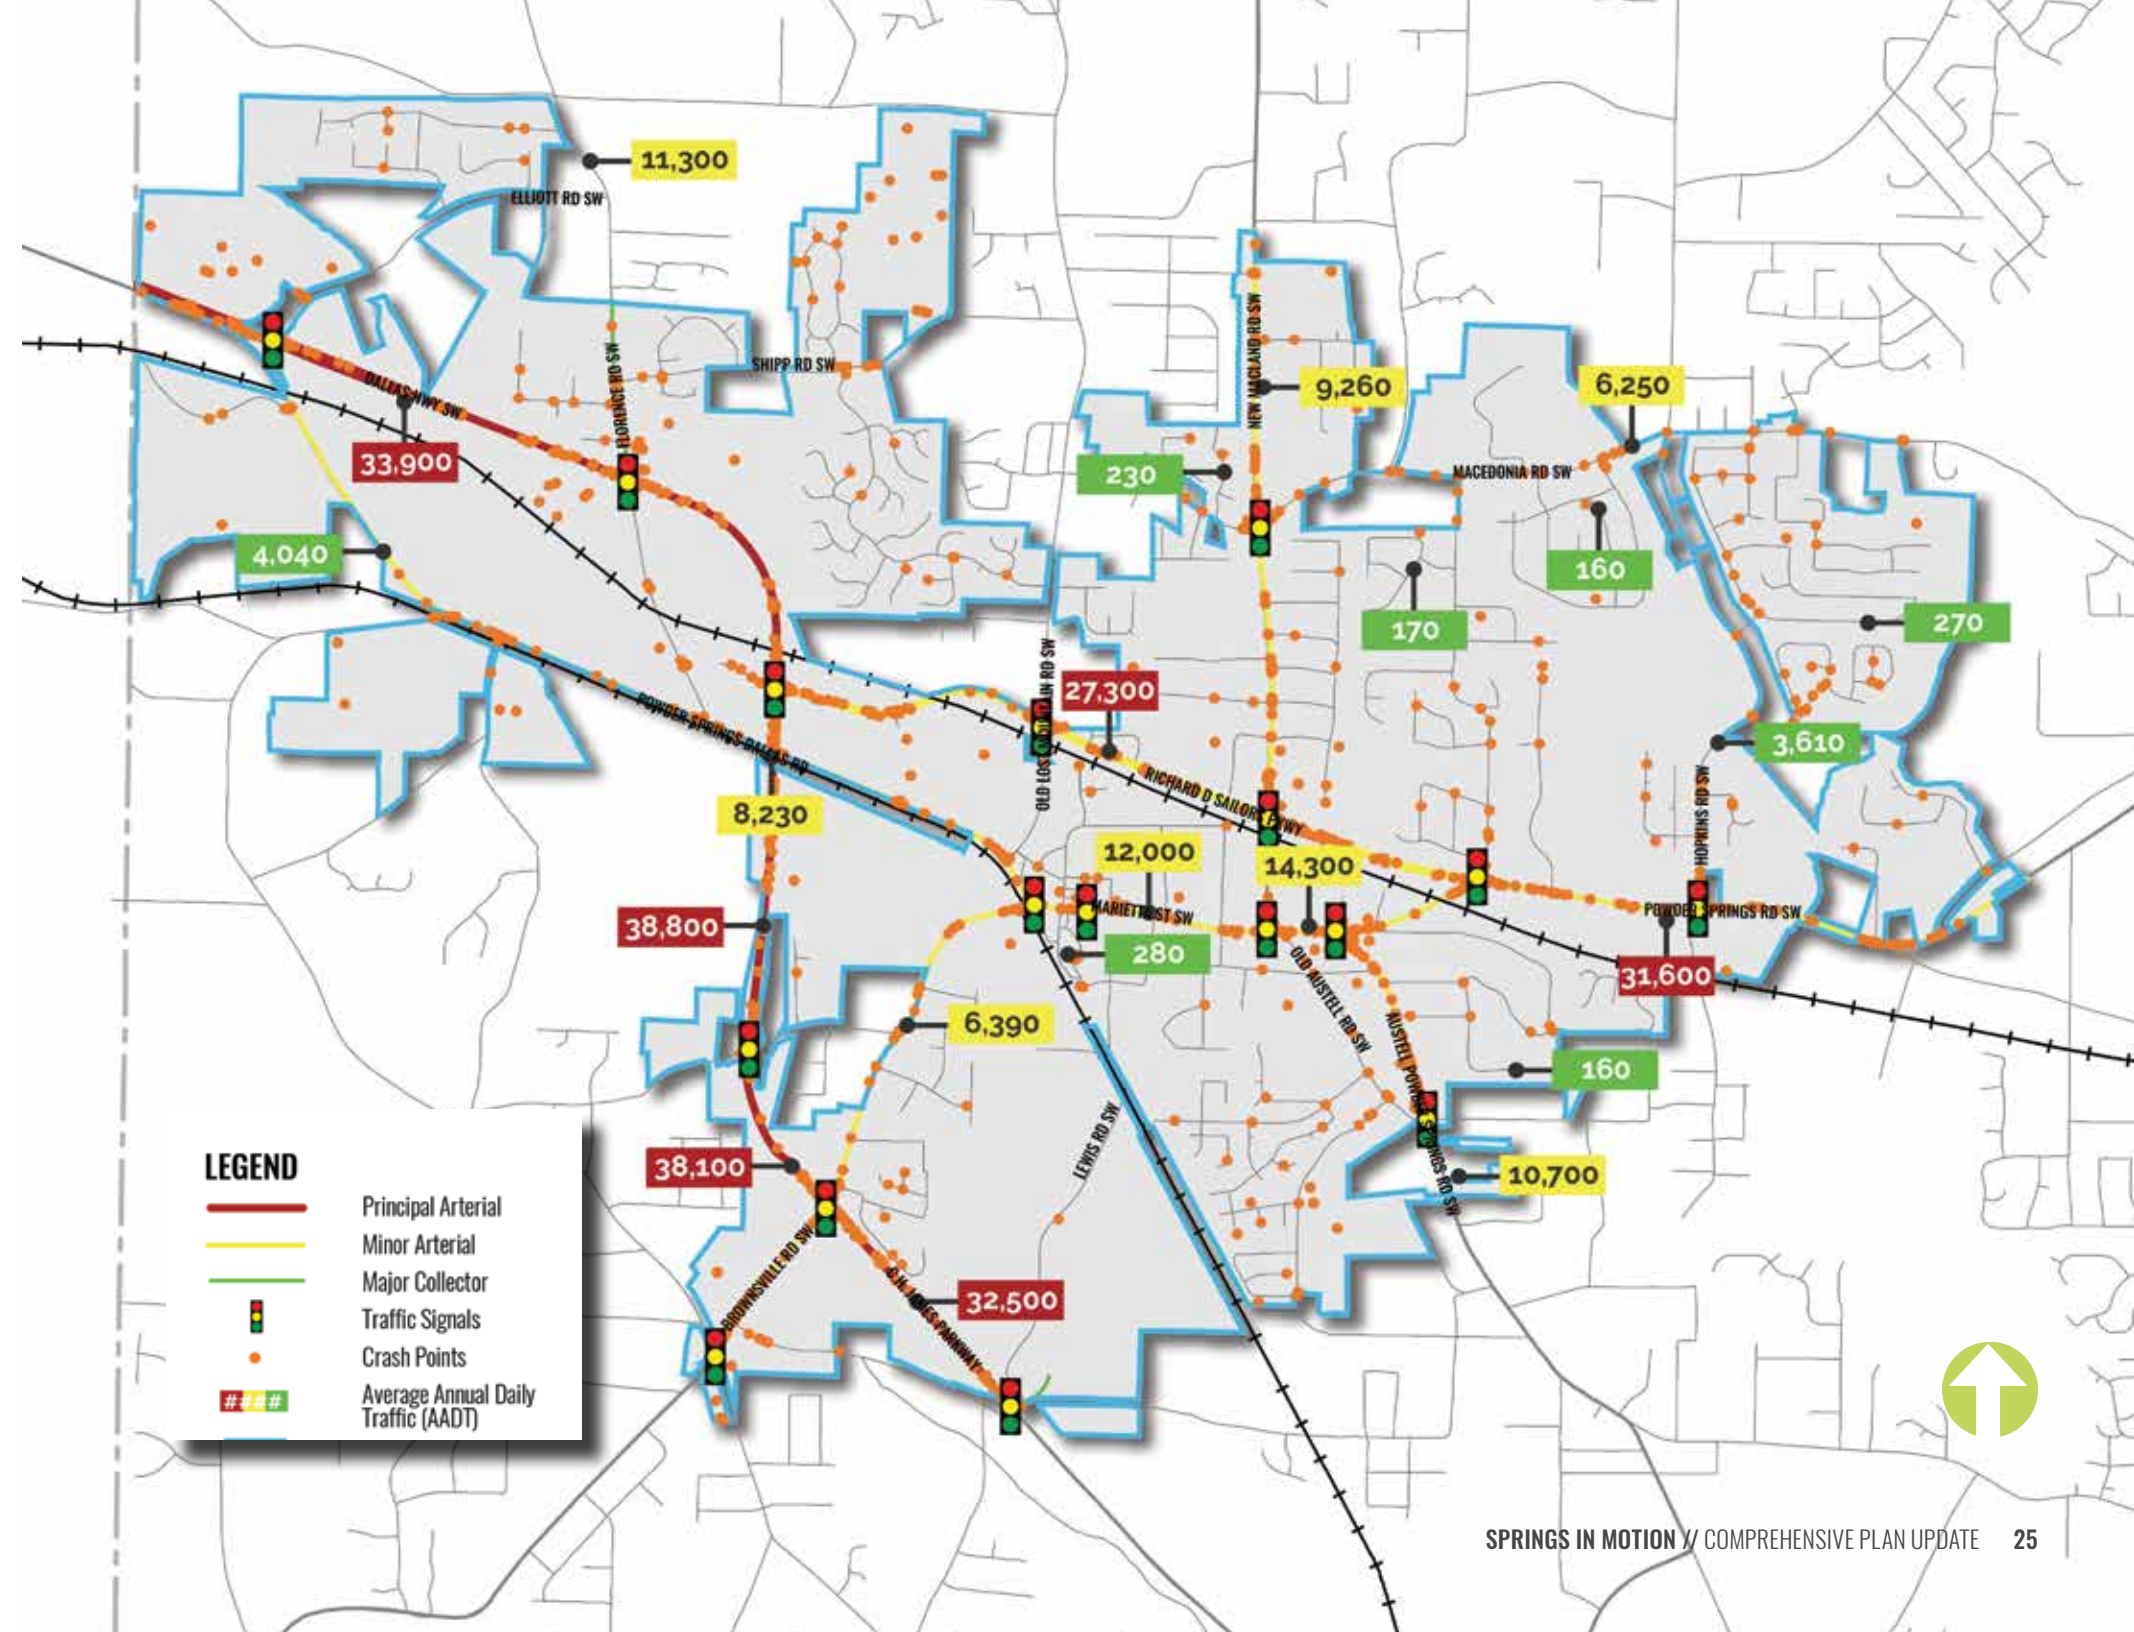 11,300
ELLIOTT RD SW
SHIPP RD SW
NEW MACLAND RD SW
9,260
6,250
DALLAS HWY SW
FLORENCE RD SW
33,900
230
MACEDONIA RD SW
4,040
160
170
270
27,300
POWDER SPRINGS DALLAS RD
3,610
RICHARD D SAILORS PKWY
HOPKINS RD SW
8,230
12,000
14,300
38,800
MARIETTA ST SW
POWDER SPRINGS RD SW
280
31,600
OLD AUSTELL RD SW
6,390
160
LEWIS RD SW
38,100
10,700
BROWNSVILLE RD SW
C.H. JAMES PARKWAY
32,500
LEGEND
Principal Arterial
Minor Arterial
Major Collector
Traffic Signals
Crash Points
####
Average Annual Daily
Traffic (AADT)
SPRINGS IN MOTION // COMPREHENSIVE PLAN UPDATE 25